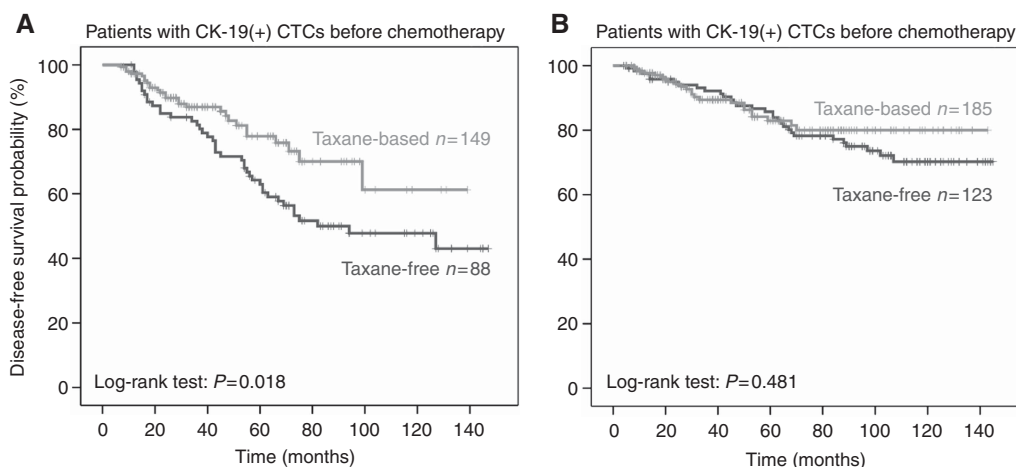 A
Patients with CK-19(+) CTCs before chemotherapy
Disease-free survival probability (%)
100
80
60
40
20
0
Taxane-based n=149
Taxane-free n=88
Log-rank test: P=0.018
0 20 40 60 80 100 120 140
Time (months)
B
Patients with CK-19(+) CTCs before chemotherapy
100
80
60
40
20
0
Taxane-based n=185
Taxane-free n=123
Log-rank test: P=0.481
0 20 40 60 80 100 120 140
Time (months)